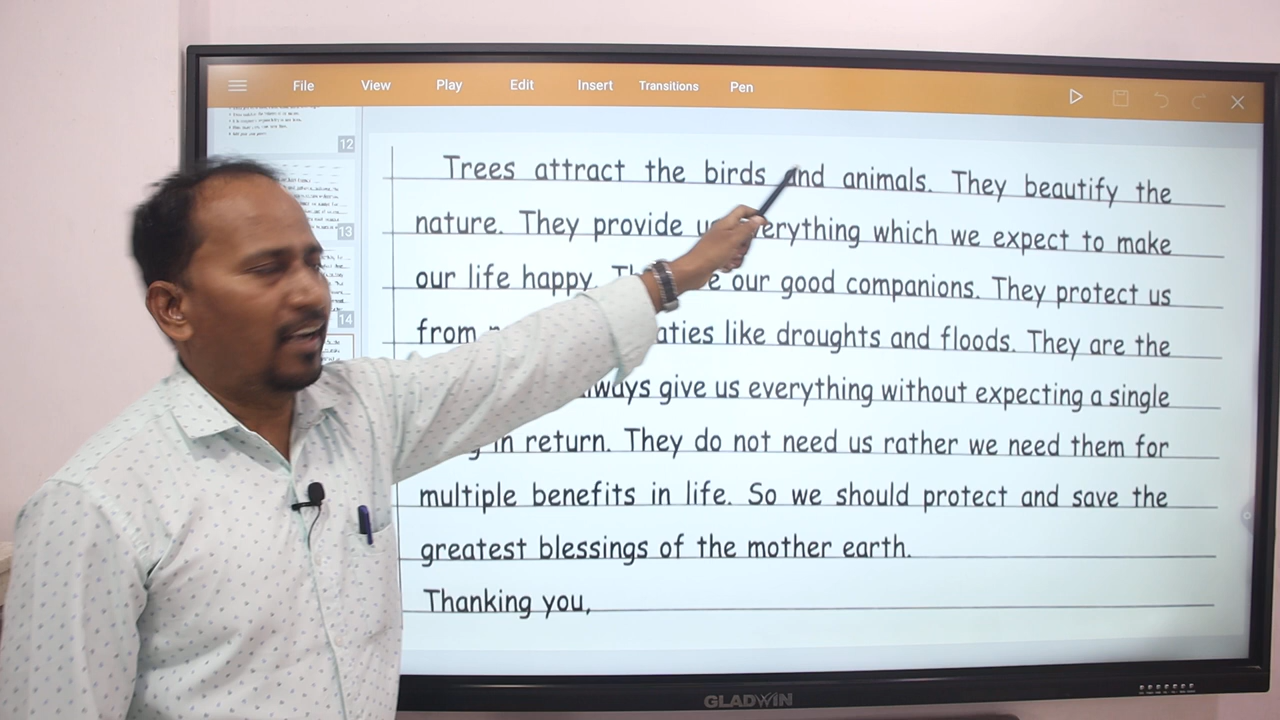 File View Play Edit Insert Transitions Pen
12
13
14
Trees attract the birds and animals. They beautify the
nature. They provide us everything which we expect to make
our life happy. our good companions. They protect us
from like droughts and floods. They are the
give us everything without expecting a single
in return. They do not need us rather we need them for
multiple benefits in life. So we should protect and save the
greatest blessings of the mother earth.
Thanking you,
GLADWIN